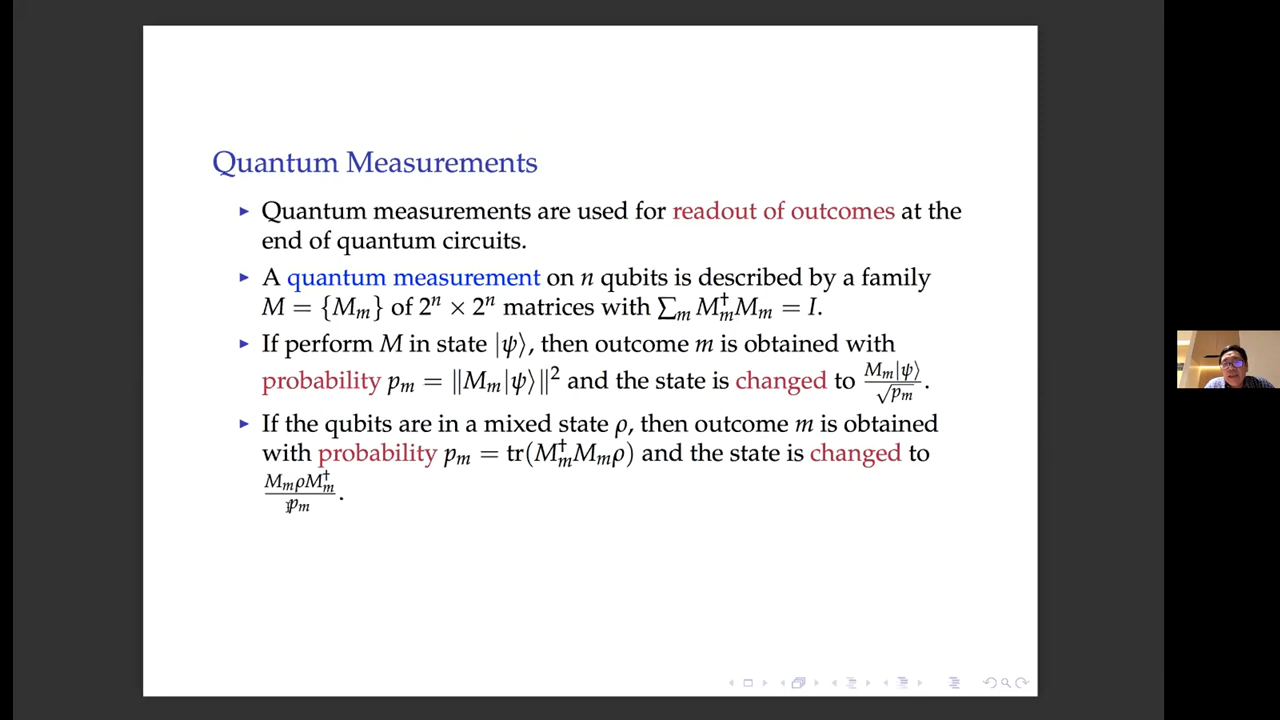 Quantum Measurements
▶ Quantum measurements are used for readout of outcomes at the
end of quantum circuits.
▶ A quantum measurement on n qubits is described by a family
M = {M_m} of 2^n × 2^n matrices with ∑_m M_m^† M_m = I.
▶ If perform M in state |ψ⟩, then outcome m is obtained with
probability p_m = ‖M_m|ψ⟩‖^2 and the state is changed to M_m|ψ⟩/√p_m.
▶ If the qubits are in a mixed state ρ, then outcome m is obtained
with probability p_m = tr(M_m^† M_m ρ) and the state is changed to
M_m ρ M_m^†/p_m.